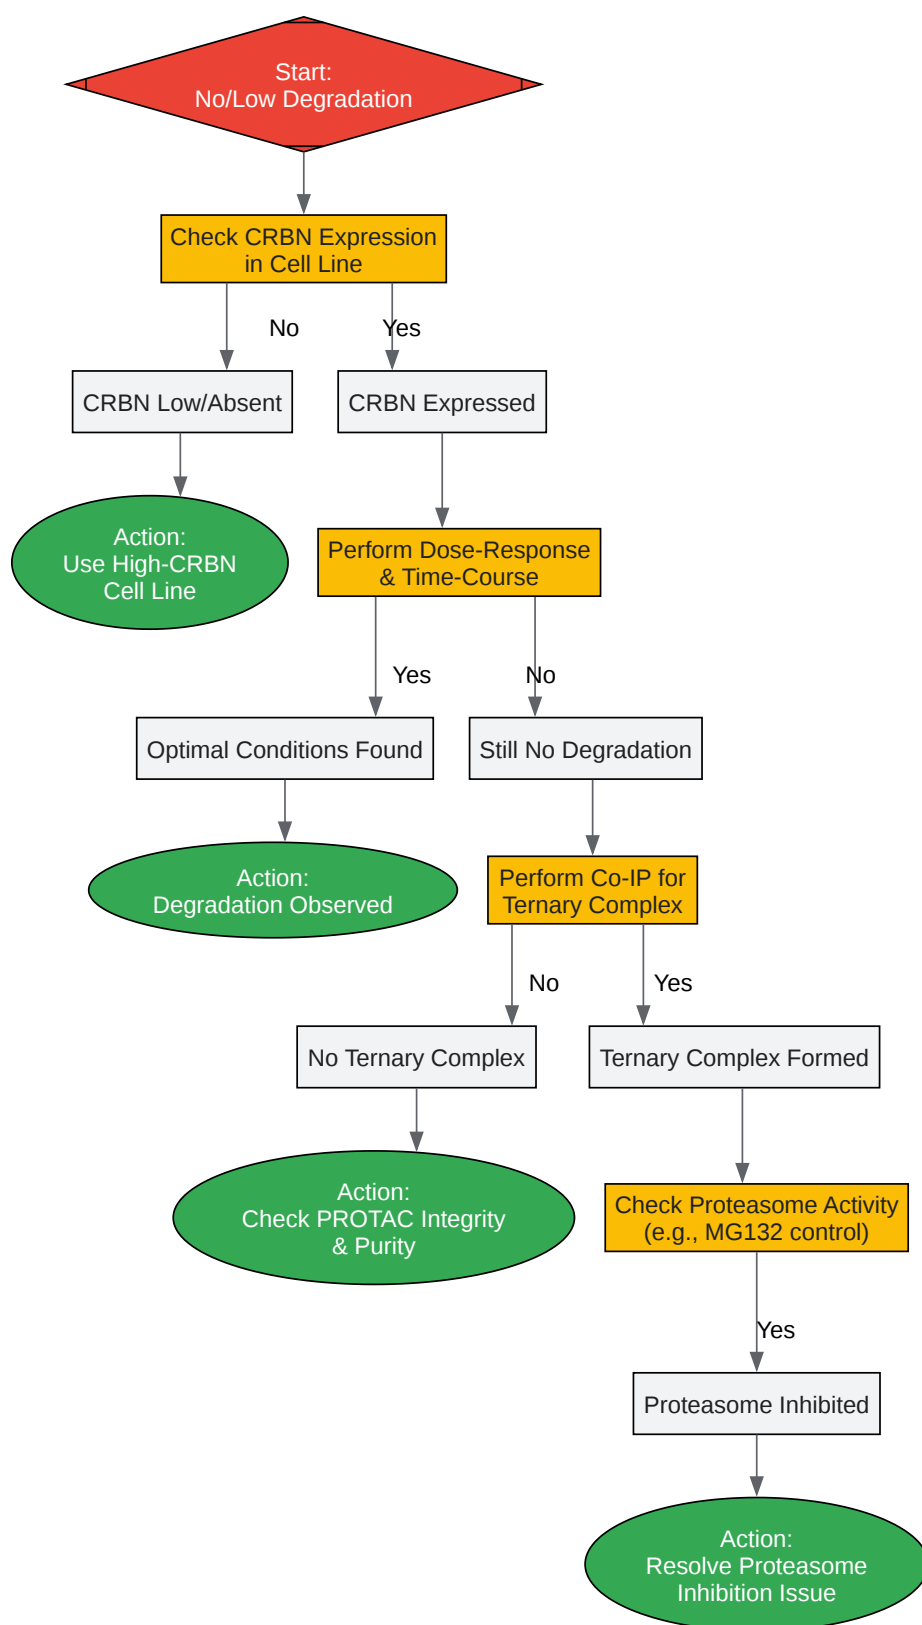 Start:
No/Low Degradation
Check CRBN Expression
in Cell Line
No
Yes
CRBN Low/Absent
CRBN Expressed
Action:
Use High-CRBN
Cell Line
Perform Dose-Response
& Time-Course
Yes
No
Optimal Conditions Found
Still No Degradation
Action:
Degradation Observed
Perform Co-IP for
Ternary Complex
No
Yes
No Ternary Complex
Ternary Complex Formed
Action:
Check PROTAC Integrity
& Purity
Check Proteasome Activity
(e.g., MG132 control)
Yes
Proteasome Inhibited
Action:
Resolve Proteasome
Inhibition Issue